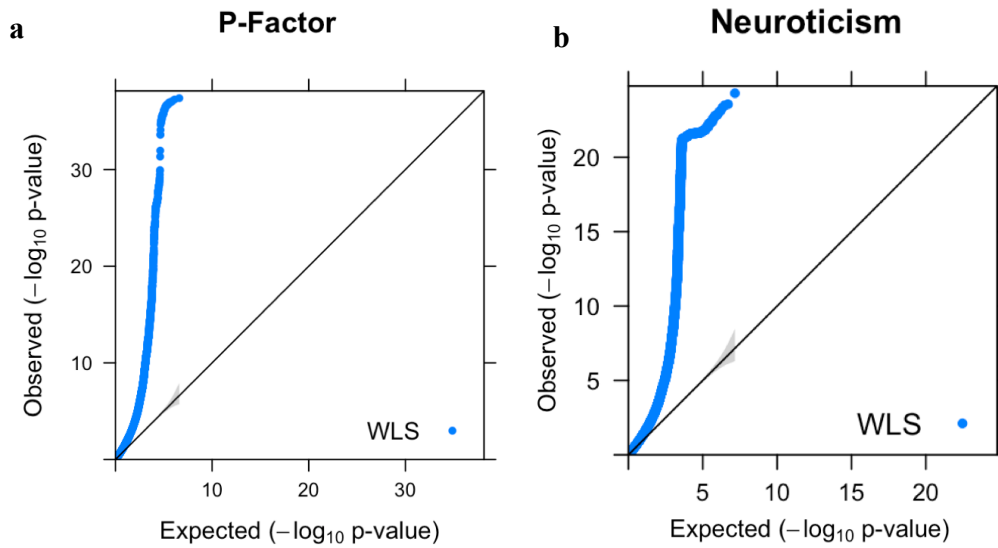 a
P-Factor
Observed (−log10 p-value)
30
20
10
WLS
10
20
30
Expected (−log10 p-value)
b
Neuroticism
Observed (−log10 p-value)
20
15
10
5
WLS
5
10
15
20
Expected (−log10 p-value)